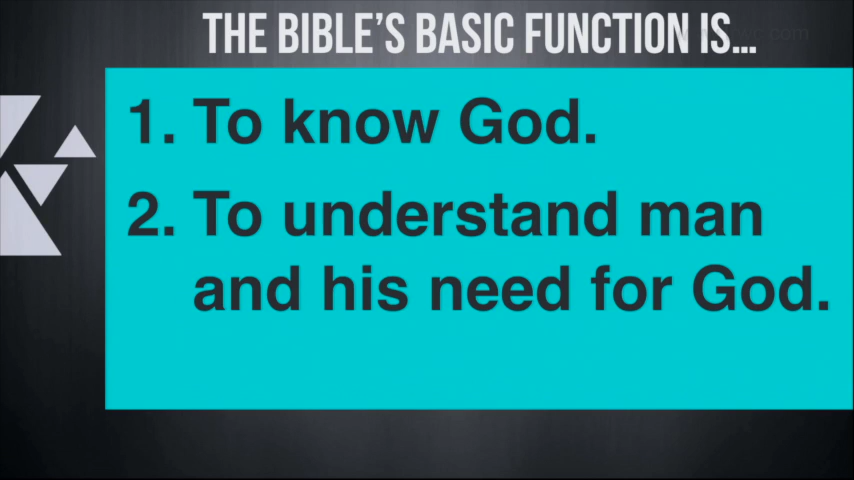 THE BIBLE'S BASIC FUNCTION IS...
1. To know God.
2. To understand man
and his need for God.